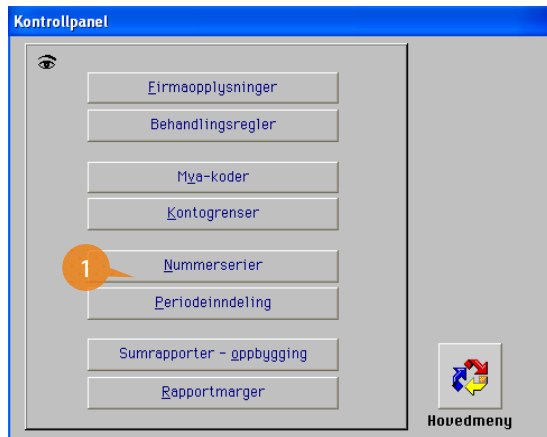 Kontrollpanel
Firmaopplysninger
Behandlingsregler
Mva-koder
Kontogrenser
1
Nummerserier
Periodeinndeling
Sumrapporter - oppbygging
Rapportmarger
Hovedmeny